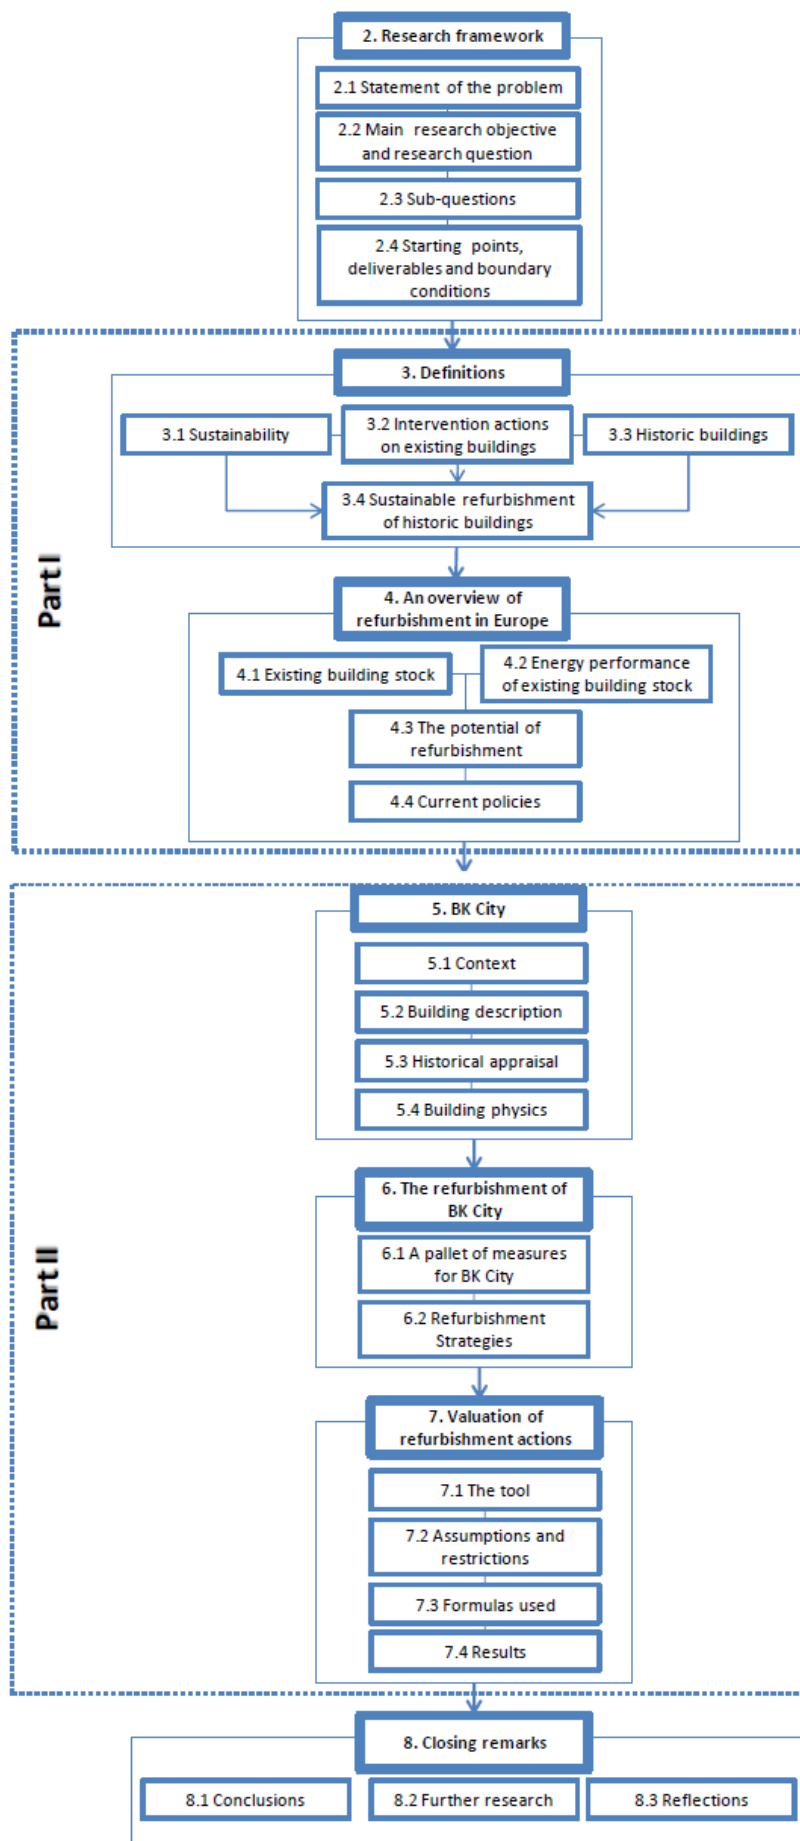 2. Research framework
2.1 Statement of the problem
2.2 Main research objective
and research question
2.3 Sub-questions
2.4 Starting points,
deliverables and boundary
conditions
Part I
3. Definitions
3.1 Sustainability
3.2 Intervention actions
on existing buildings
3.3 Historic buildings
3.4 Sustainable refurbishment
of historic buildings
4. An overview of
refurbishment in Europe
4.1 Existing building stock
4.2 Energy performance
of existing building stock
4.3 The potential of
refurbishment
4.4 Current policies
Part II
5. BK City
5.1 Context
5.2 Building description
5.3 Historical appraisal
5.4 Building physics
6. The refurbishment of
BK City
6.1 A pallet of measures
for BK City
6.2 Refurbishment
Strategies
7. Valuation of
refurbishment actions
7.1 The tool
7.2 Assumptions and
restrictions
7.3 Formulas used
7.4 Results
8. Closing remarks
8.1 Conclusions
8.2 Further research
8.3 Reflections